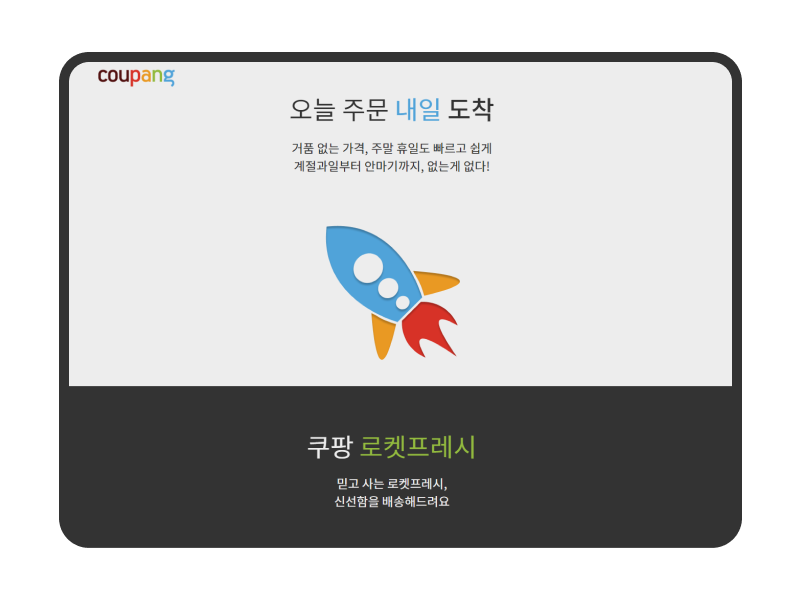 coupang
오늘 주문 내일 도착
거품 없는 가격, 주말 휴일도 빠르고 쉽게
계절과일부터 안마기까지, 없는게 없다!
쿠팡 로켓프레시
믿고 사는 로켓프레시,
신선함을 배송해드려요